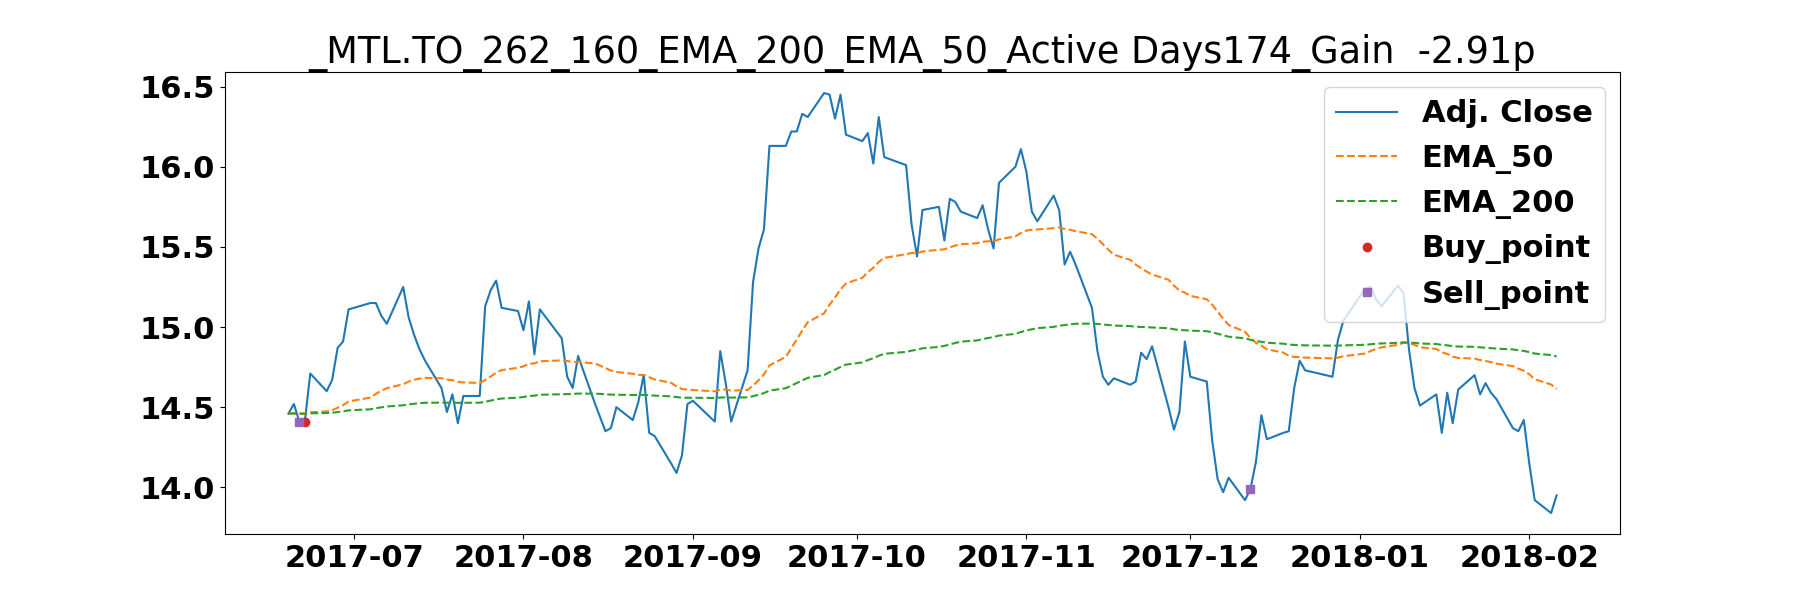 _MTL.TO_262_160_EMA_200_EMA_50_Active Days174_Gain  -2.91p
16.5
16.0
15.5
15.0
14.5
14.0
Adj. Close
EMA_50
EMA_200
Buy_point
Sell_point
2017-07 2017-08 2017-09 2017-10 2017-11 2017-12 2018-01 2018-02